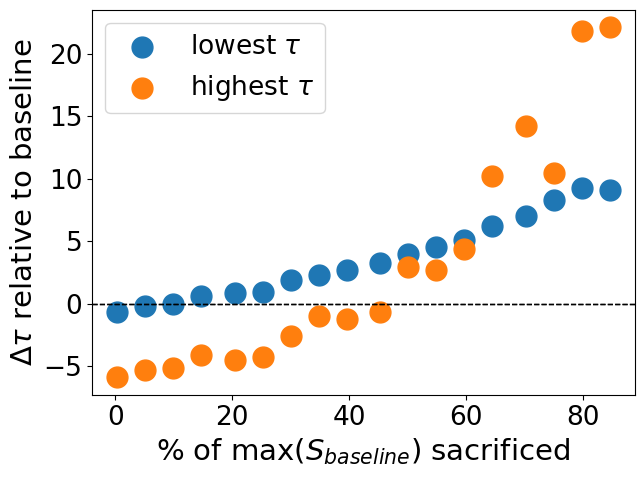 lowest τ
highest τ
Δτ relative to baseline
20
15
10
5
0
−5
0 20 40 60 80
% of max(S_baseline) sacrificed